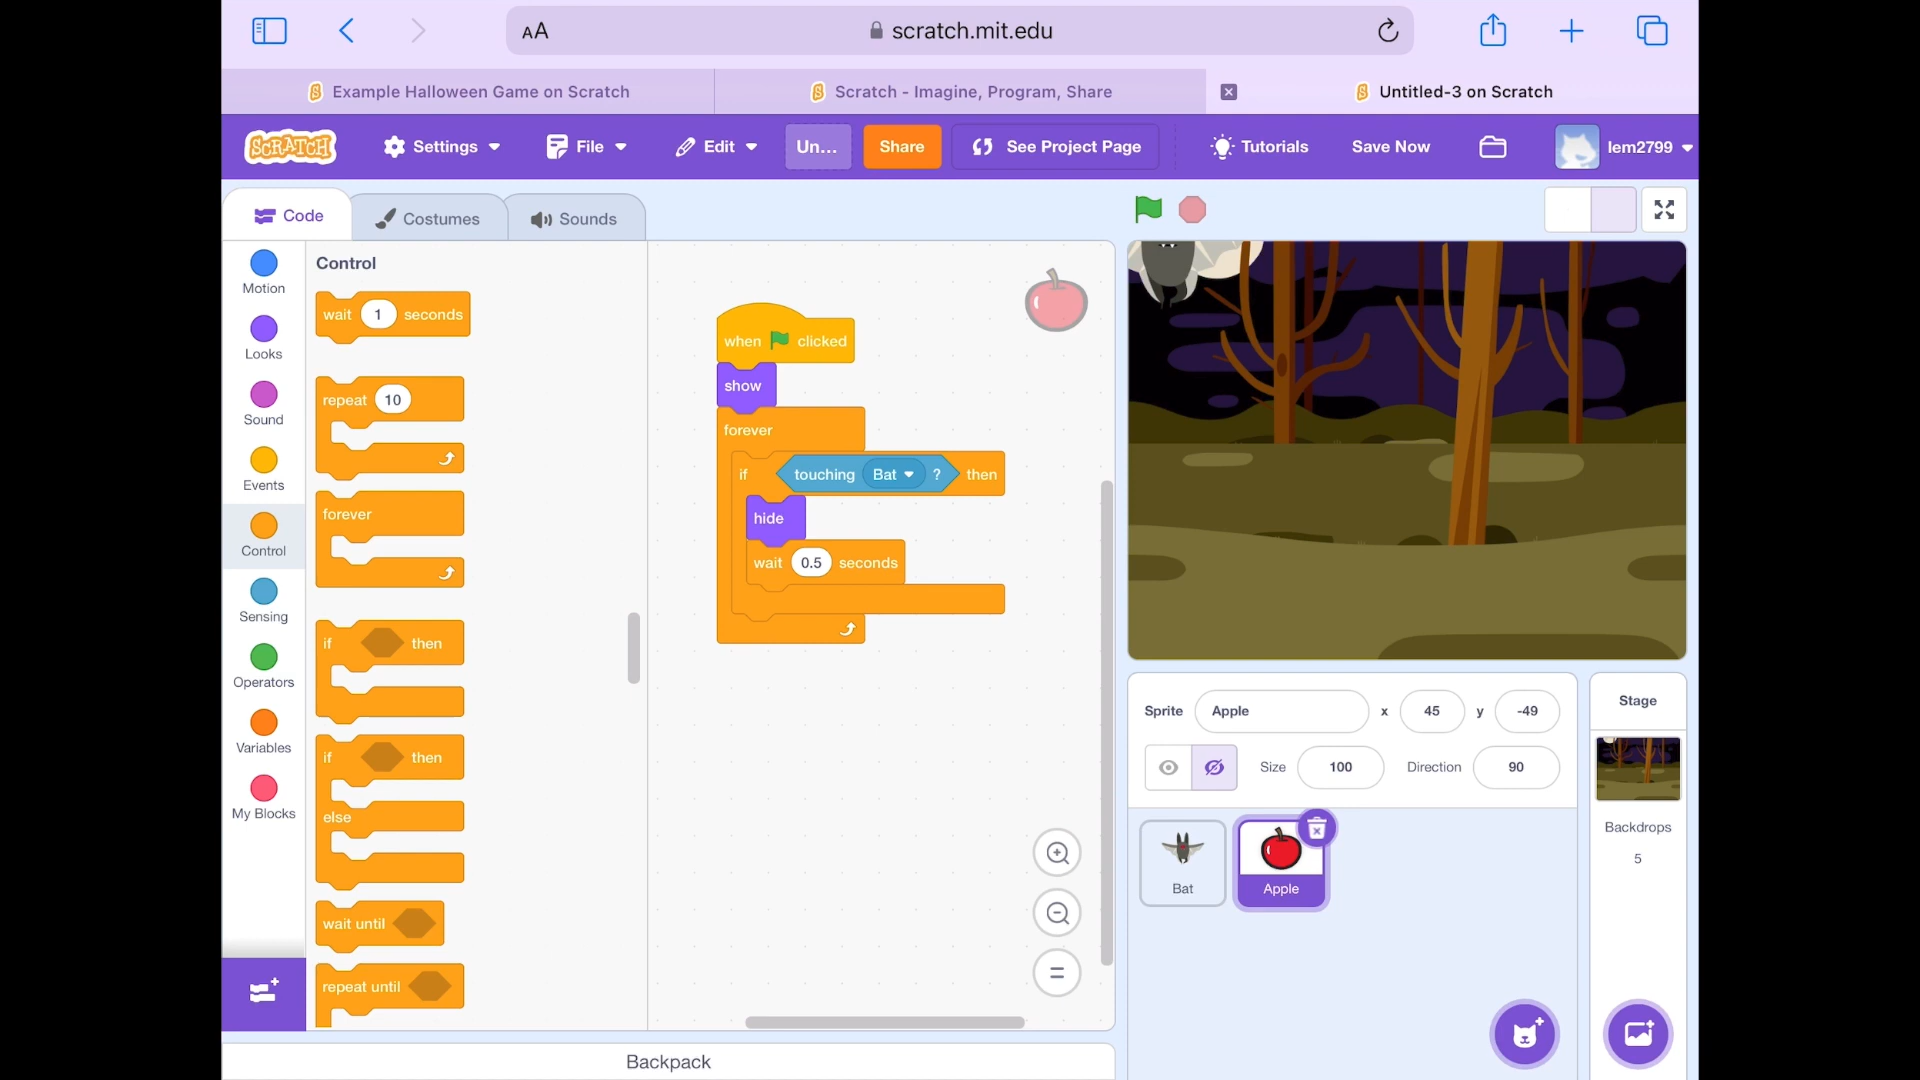 AA
scratch.mit.edu
Example Halloween Game on Scratch
Scratch - Imagine, Program, Share
Untitled-3 on Scratch
SCRATCH
Settings
File
Edit
Un...
Share
See Project Page
Tutorials
Save Now
lem2799
Code
Costumes
Sounds
Motion
Looks
Sound
Events
Control
Sensing
Operators
Variables
My Blocks
Control
wait 1 seconds
repeat 10
forever
if then
if then
else
wait until
repeat until
when clicked
show
forever
if touching Bat ? then
hide
wait 0.5 seconds
Backpack
Sprite Apple x 45 y -49
Size 100 Direction 90
Bat
Apple
Stage
Backdrops
5